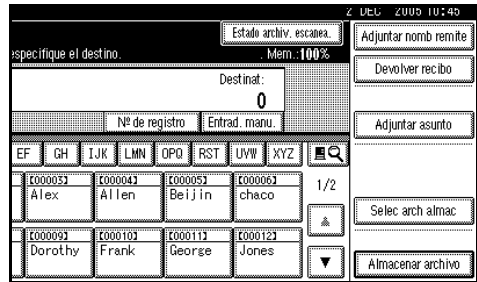 2 DEC 2005 10:45
Estado archiv. escanea.
Adjuntar nomb remite
especifique el destino.
. Mem.:100%
Devolver recibo
Destinat:
0
Nº de registro
Entrad. manu.
Adjuntar asunto
EF GH IJK LMN OPQ RST UVW XYZ
[00003] [00004] [00005] [00006]
Alex Allen Beijin chaco
1/2
Selec arch almac
[00009] [00010] [00011] [00012]
Dorothy Frank George Jones
Almacenar archivo